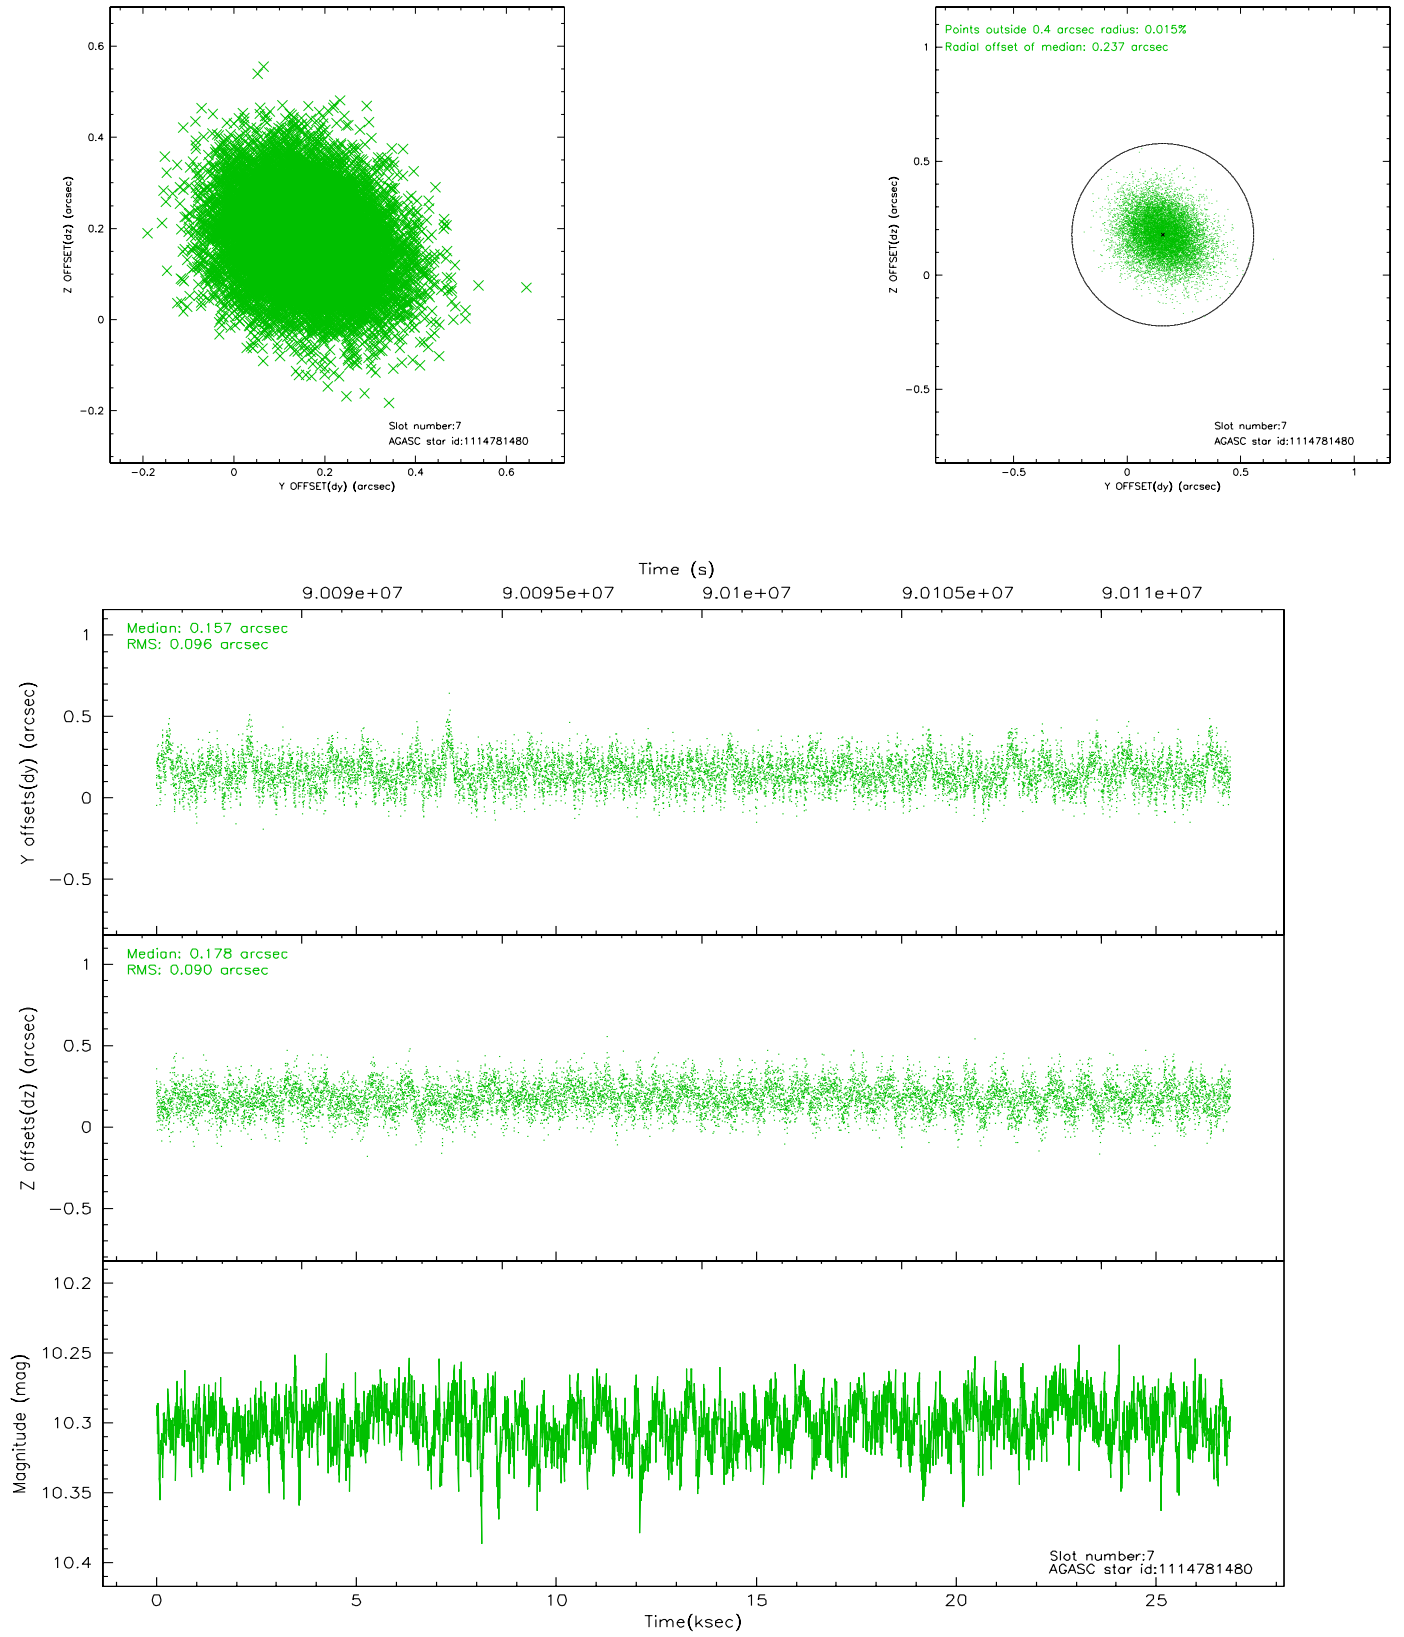 0.6
0.4
0.2
0
−0.2
Z OFFSET(dz) (arcsec)
−0.2 0 0.2 0.4 0.6
Y OFFSET(dy) (arcsec)
Slot number:7
AGASC star id:1114781480
Points outside 0.4 arcsec radius: 0.015%
Radial offset of median: 0.237 arcsec
1
0.5
0
−0.5
Z OFFSET(dz) (arcsec)
−0.5 0 0.5 1
Y OFFSET(dy) (arcsec)
Slot number:7
AGASC star id:1114781480
Time (s)
9.009e+07 9.0095e+07 9.01e+07 9.0105e+07 9.011e+07
Median: 0.157 arcsec
RMS: 0.096 arcsec
1
0.5
0
−0.5
Y offsets(dy) (arcsec)
Median: 0.178 arcsec
RMS: 0.090 arcsec
1
0.5
0
−0.5
Z offsets(dz) (arcsec)
10.2
10.25
10.3
10.35
10.4
Magnitude (mag)
Slot number:7
AGASC star id:1114781480
0 5 10 15 20 25
Time(ksec)